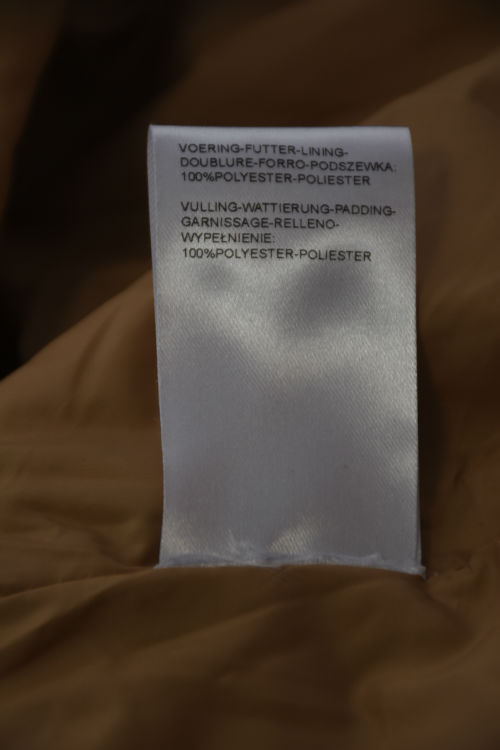 VOERING-FUTTER-LINING-
DOUBLURE-FORRO-PODSZEWKA:
100%POLYESTER-POLIESTER
VULLING-WATTIERUNG-PADDING-
GARNISSAGE-RELLENO-
WYPEŁNIENIE:
100%POLYESTER-POLIESTER